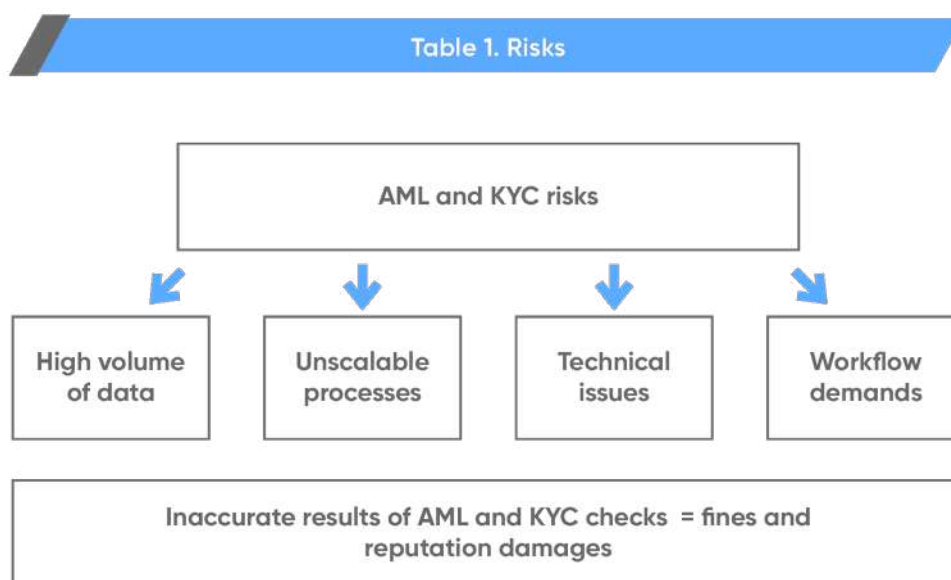 Table 1. Risks
AML and KYC risks
High volume
of data
Unscalable
processes
Technical
issues
Workflow
demands
Inaccurate results of AML and KYC checks = fines and
reputation damages